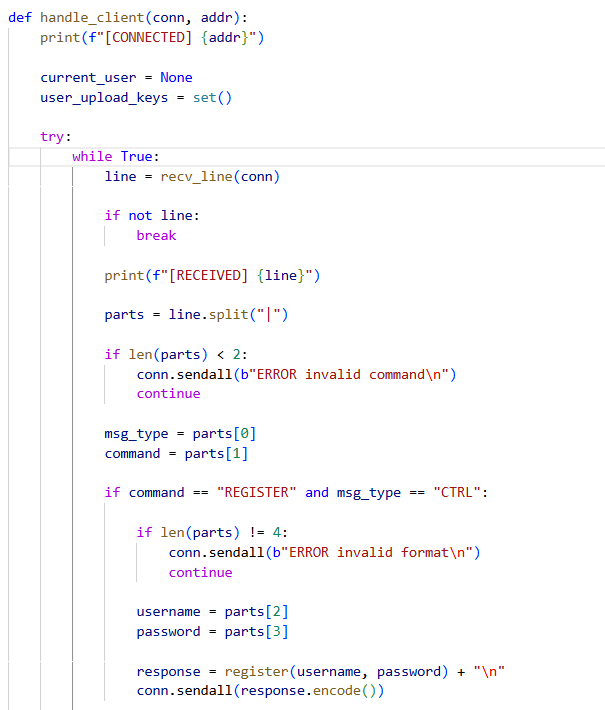 def handle_client(conn, addr):
    print(f"[CONNECTED] {addr}")
    current_user = None
    user_upload_keys = set()
    try:
        while True:
            line = recv_line(conn)
            if not line:
                break
            print(f"[RECEIVED] {line}")
            parts = line.split("|")
            if len(parts) < 2:
                conn.sendall(b"ERROR invalid command\n")
                continue
            msg_type = parts[0]
            command = parts[1]
            if command == "REGISTER" and msg_type == "CTRL":
                if len(parts) != 4:
                    conn.sendall(b"ERROR invalid format\n")
                    continue
                username = parts[2]
                password = parts[3]
                response = register(username, password) + "\n"
                conn.sendall(response.encode())